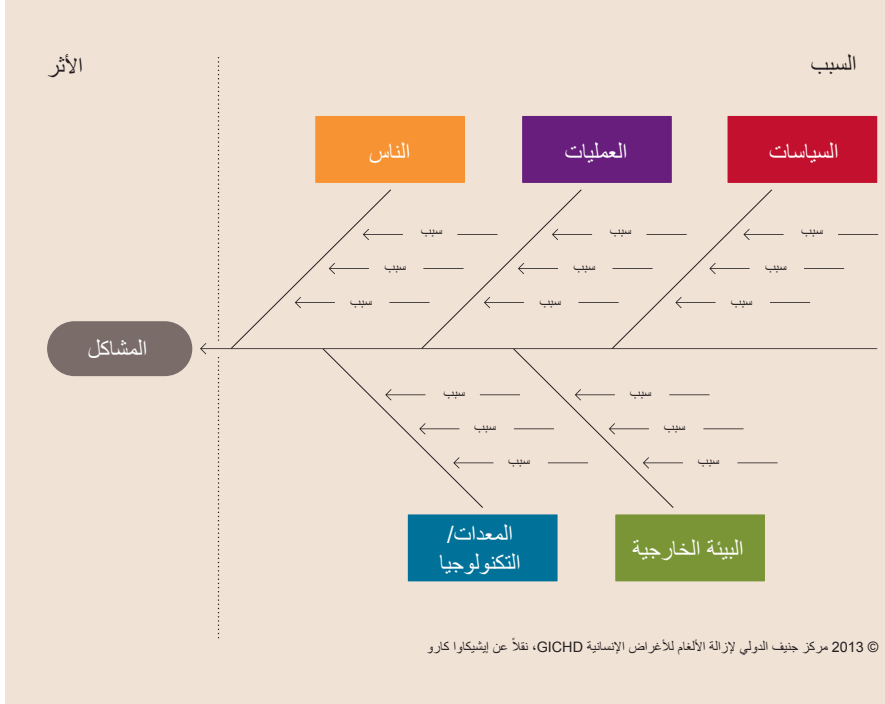 السبب
الأثر
السياسات
العمليات
الناس
سبب
سبب
سبب
سبب
سبب
سبب
سبب
سبب
سبب
المشاكل
سبب
سبب
سبب
سبب
سبب
سبب
البيئة الخارجية
المعدات/
التكنولوجيا
© 2013 مركز جنيف الدولي لإزالة الألغام للأغراض الإنسانية GICHD، نقلاً عن إيشيكاوا كارو